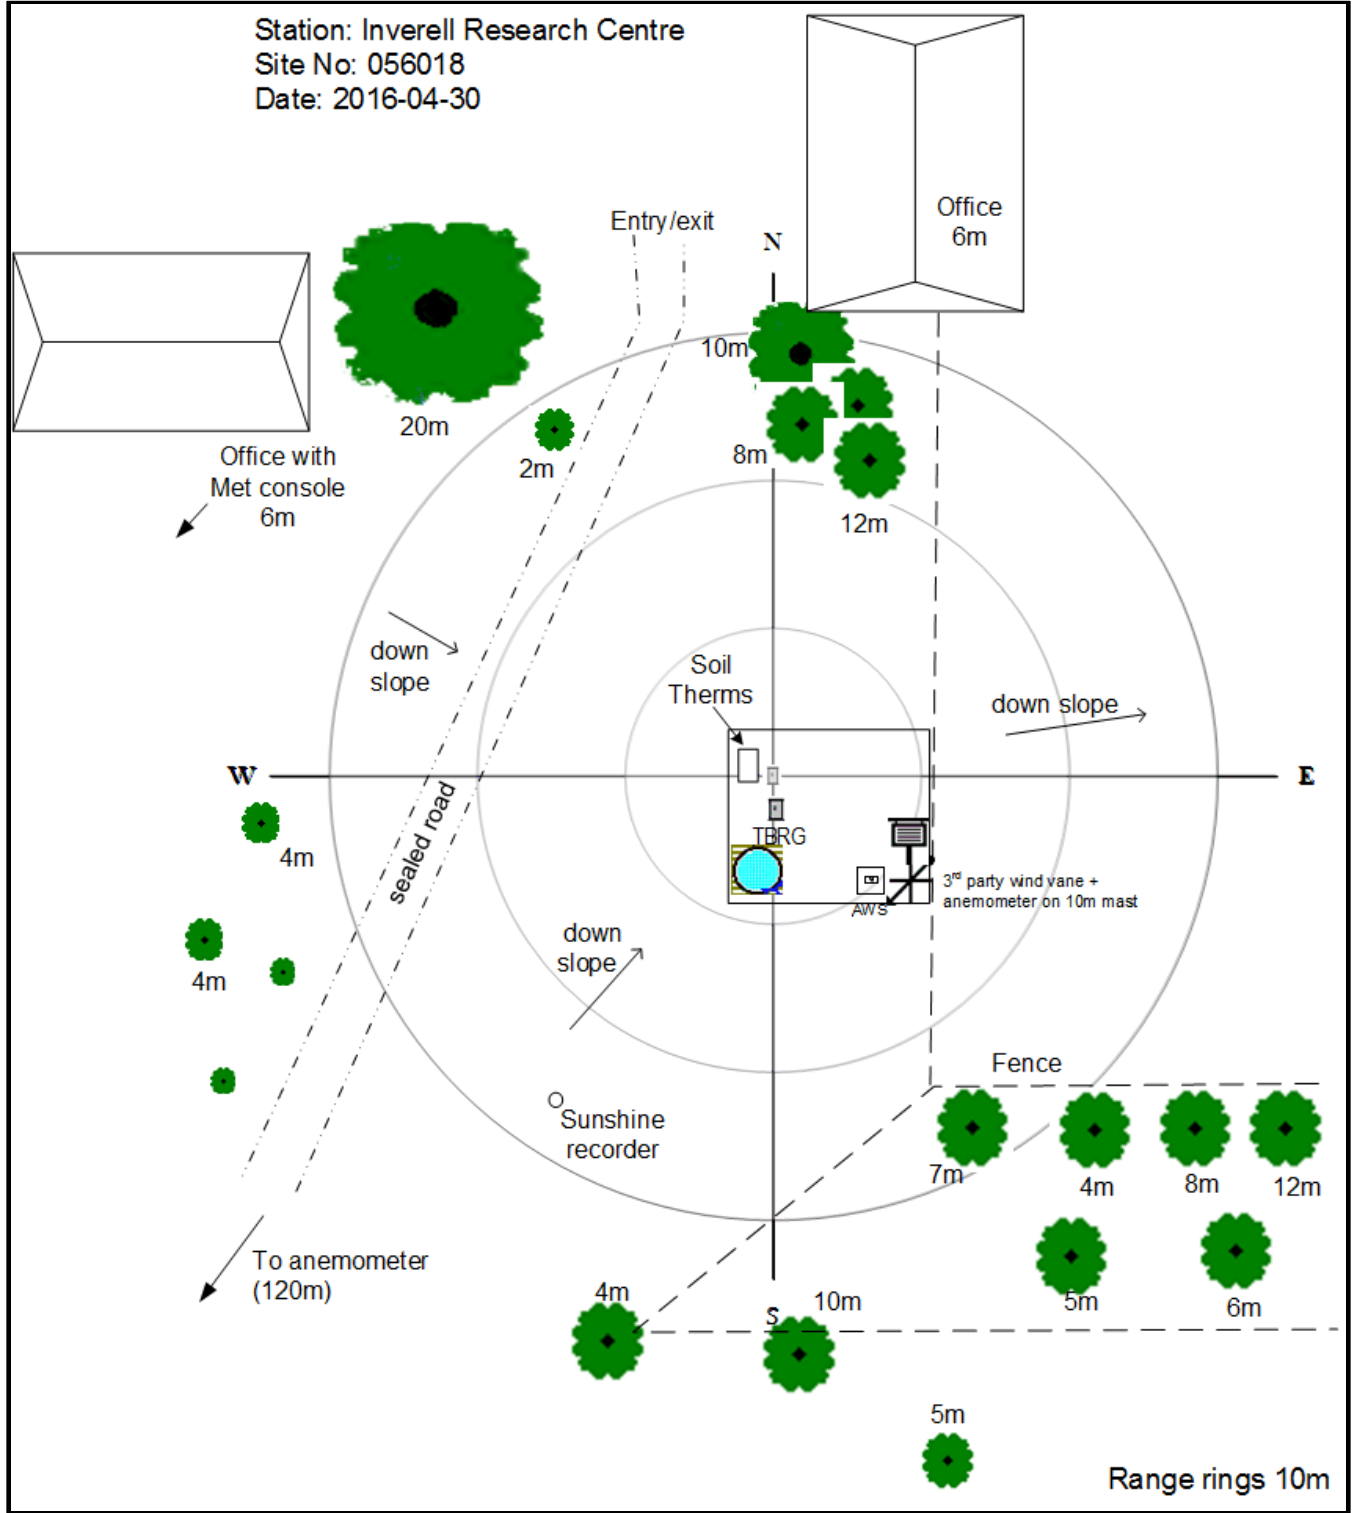 Station: Inverell Research Centre
Site No: 056018
Date: 2016-04-30
Office
6m
Entry/exit
N
10m
20m
2m
8m
12m
Office with
Met console
6m
down
slope
Soil
Therms
down slope
W
E
sealed road
TBRG
4m
AWS
3rd party wind vane +
anemometer on 10m mast
4m
down
slope
Fence
Sunshine
recorder
7m
4m
8m
12m
To anemometer
(120m)
4m
10m
S
5m
6m
5m
Range rings 10m